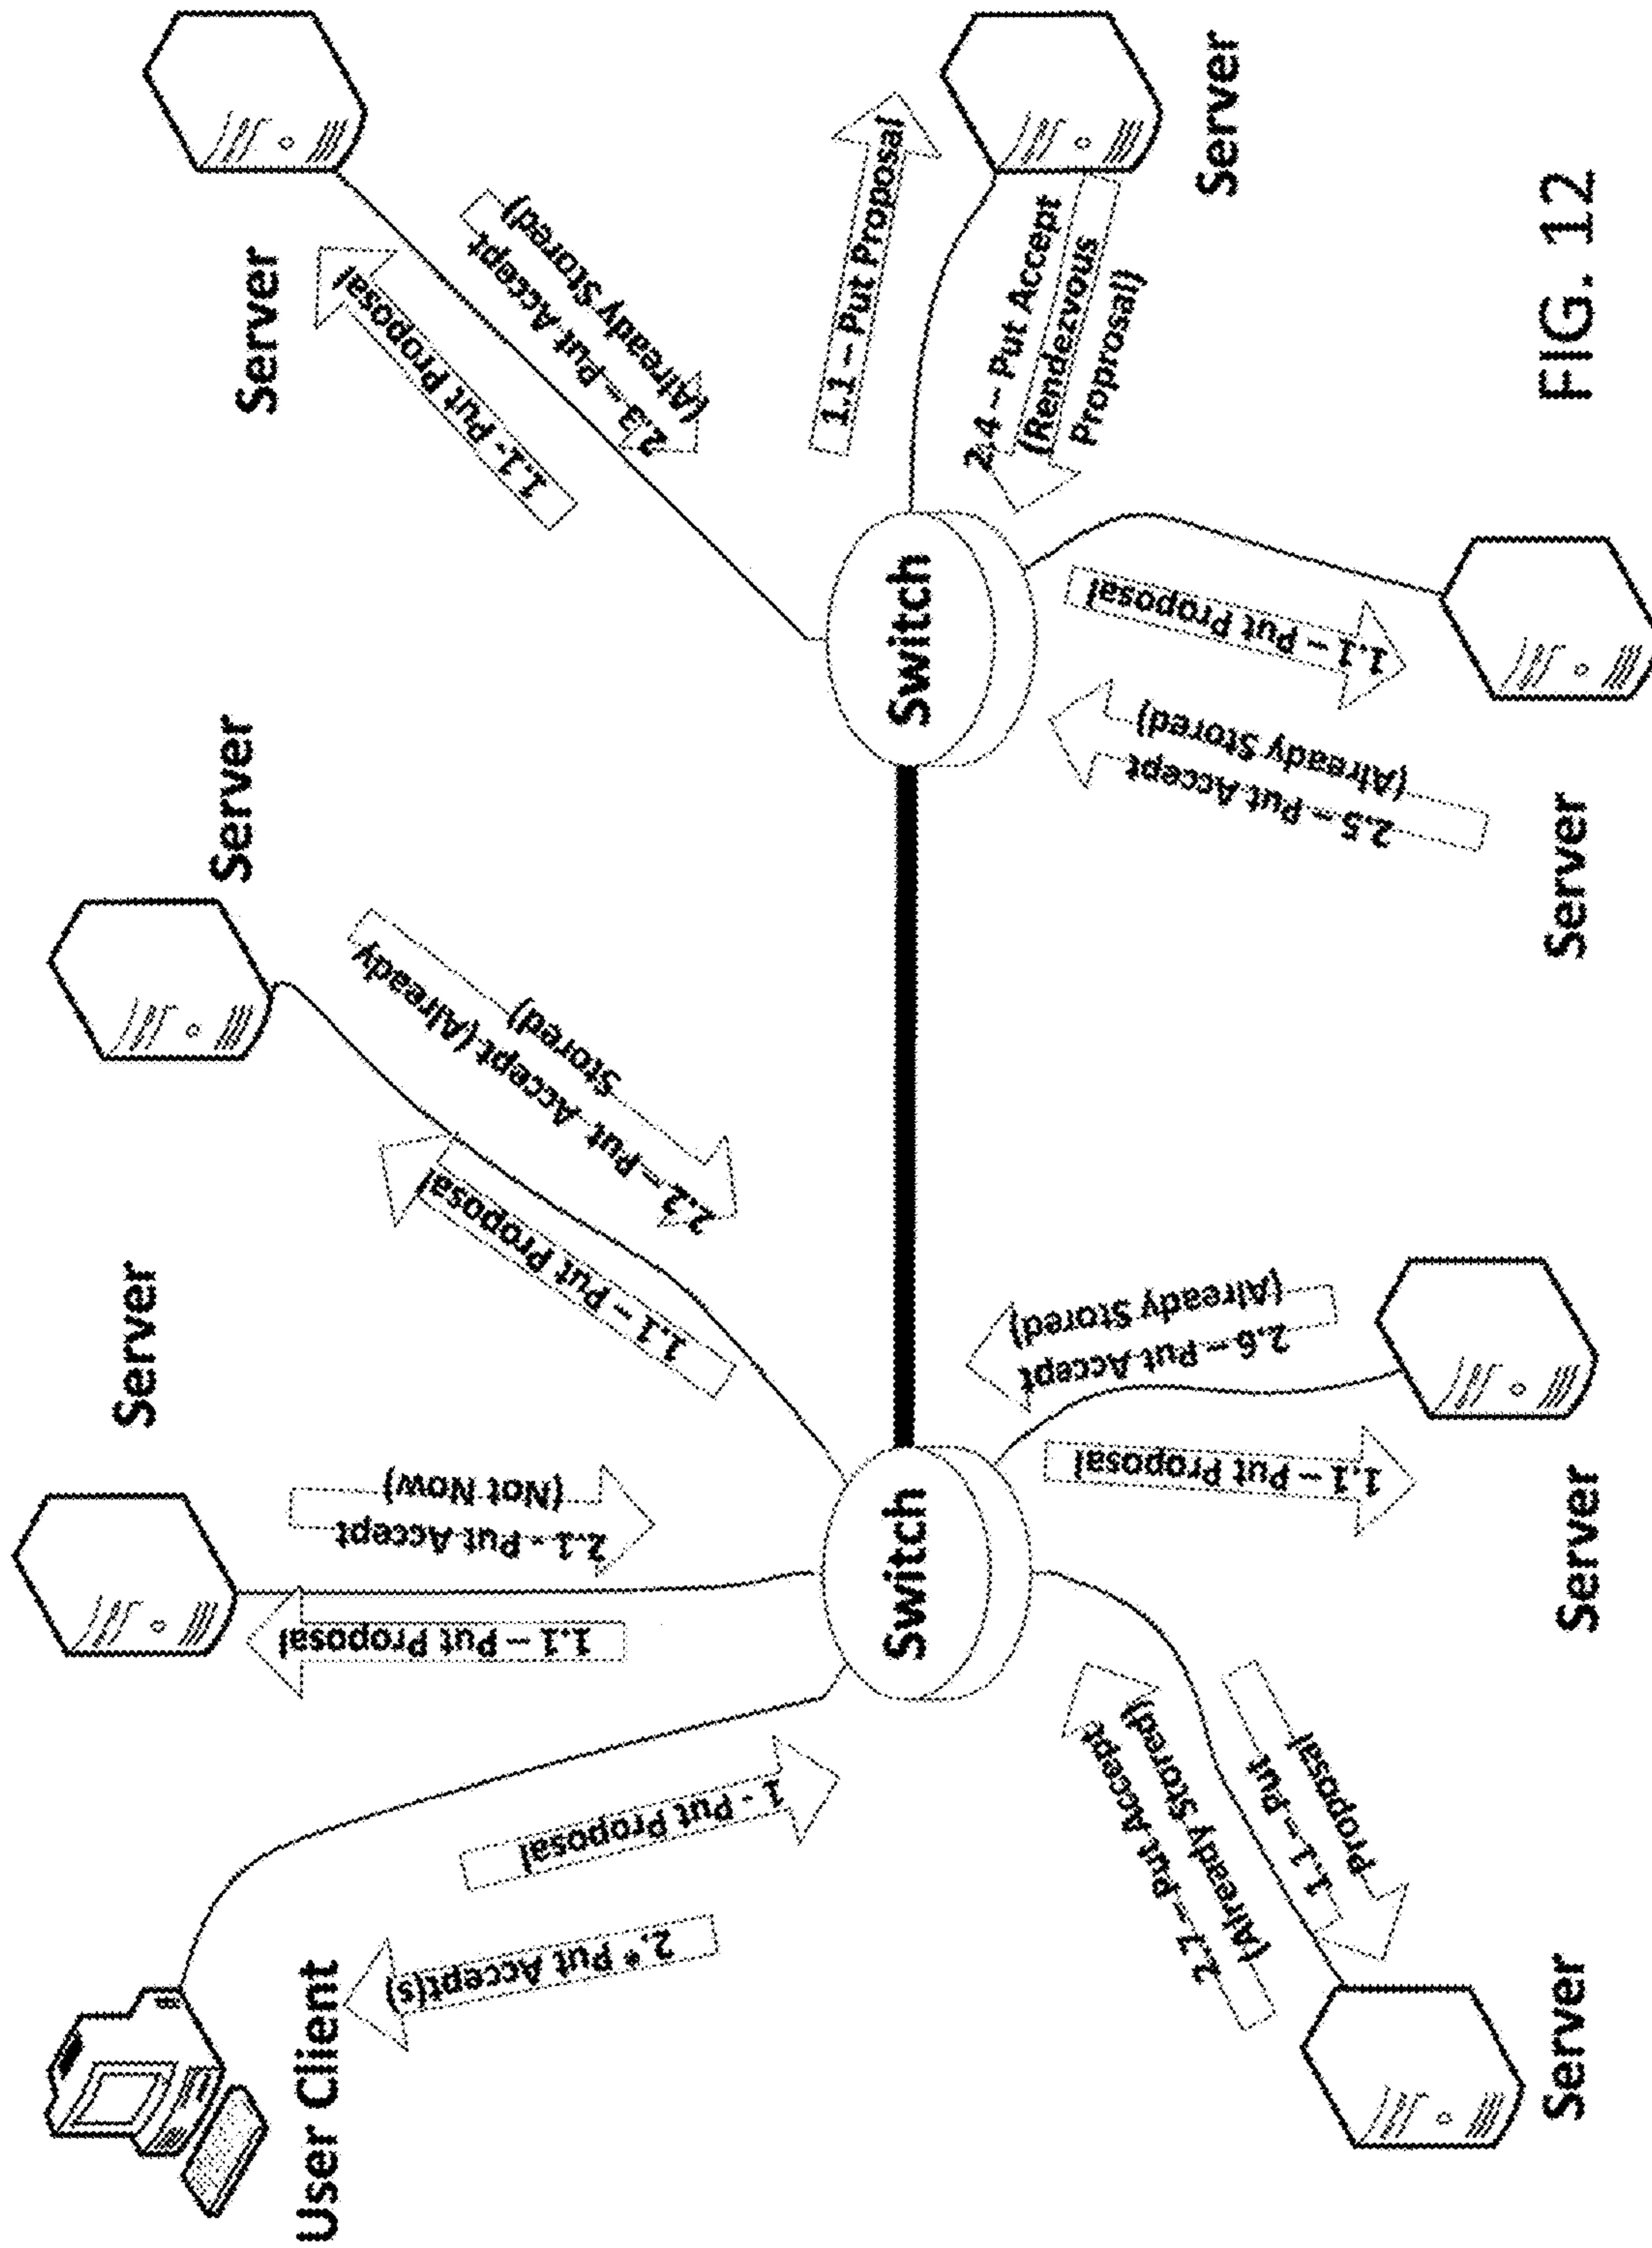 User Client
1 - Put Proposal
2.* Put Accept(s)
Server
1.1 – Put Proposal
2.1 - Put Accept
(Not Now)
Server
1.1 – Put Proposal
2.2 – Put Accept (Already
Stored)
Server
1.1 - Put Proposal
2.3 – Put Accept
(Already Stored)
Switch
Switch
1.1 – Put Proposal
2.4 – Put Accept
(Rendezvous
Proprosal)
Server
2.7 – Put Accept
(Already Stored)
1.1 – Put
Proposal
Server
1.1 – Put Proposal
2.6 – Put Accept
(Already Stored)
Server
2.5 – Put Accept
(Already Stored)
1.1 – Put Proposal
Server
FIG. 12